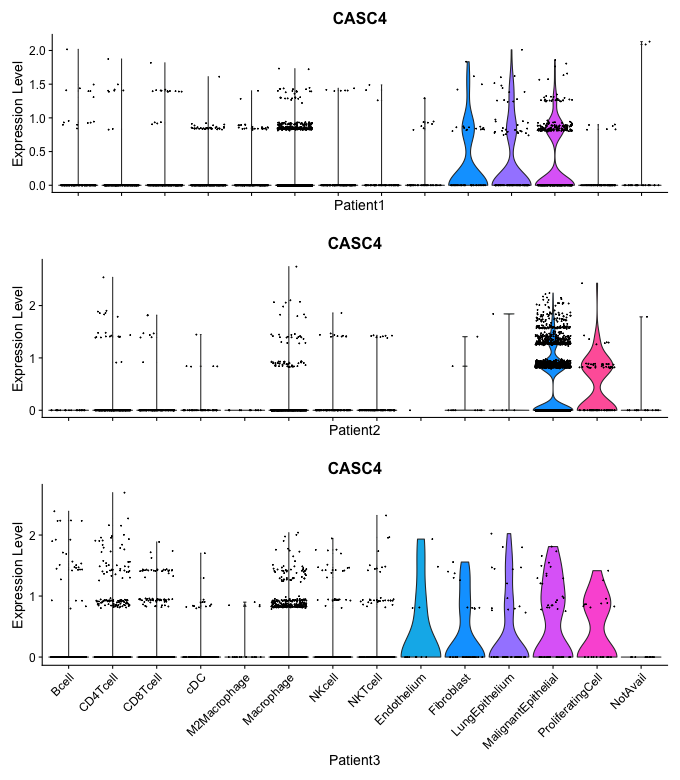 CASC4
Expression Level
2.0
1.5
1.0
0.5
0.0
Patient1
CASC4
Expression Level
2
1
0
Patient2
CASC4
Expression Level
2
1
0
Bcell
CD4Tcell
CD8Tcell
cDC
M2Macrophage
Macrophage
NKcell
NKTcell
Endothelium
Fibroblast
LungEpithelium
MalignantEpithelial
ProliferatingCell
NotAvail
Patient3